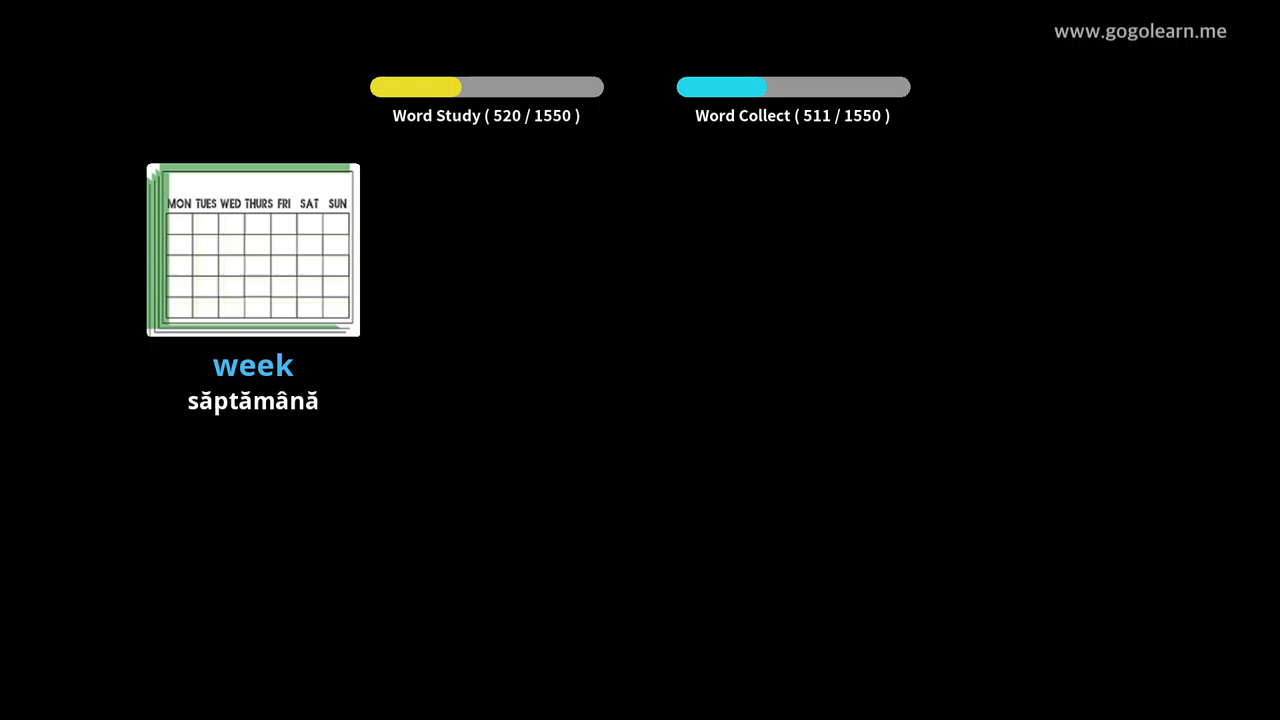 www.gogolearn.me
Word Study ( 520 / 1550 )
Word Collect ( 511 / 1550 )
MON TUES WED THURS FRI SAT SUN
week
săptămână